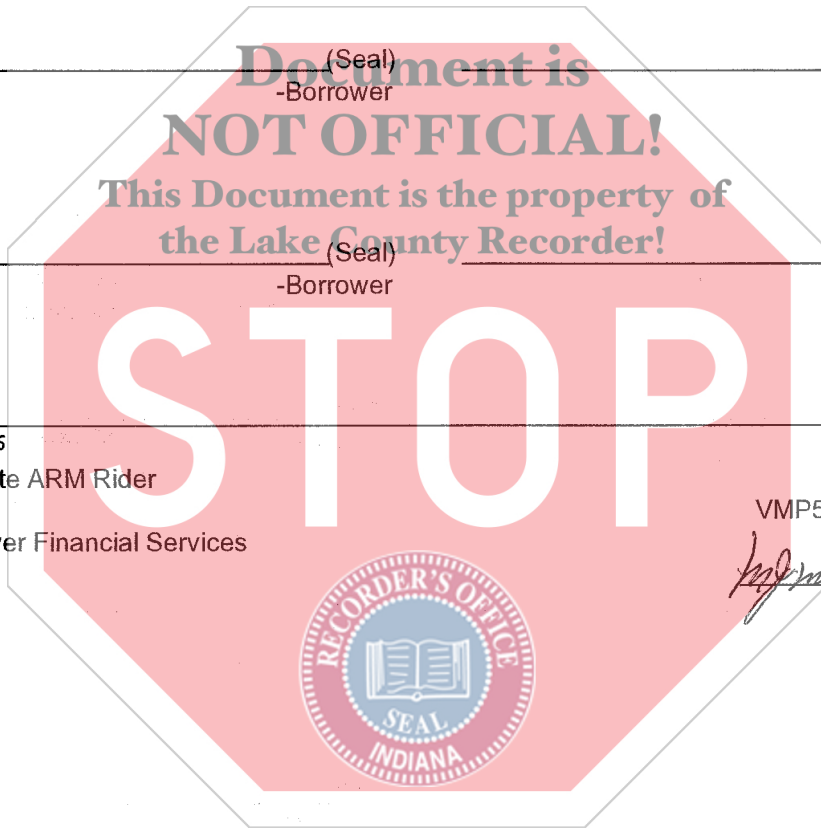 Document is
(Seal)
-Borrower
NOT OFFICIAL!
This Document is the property of
the Lake County Recorder!
(Seal)
-Borrower
STOP
te ARM Rider
VMP5
er Financial Services
RECORDER'S OFFICE
SEAL
INDIANA